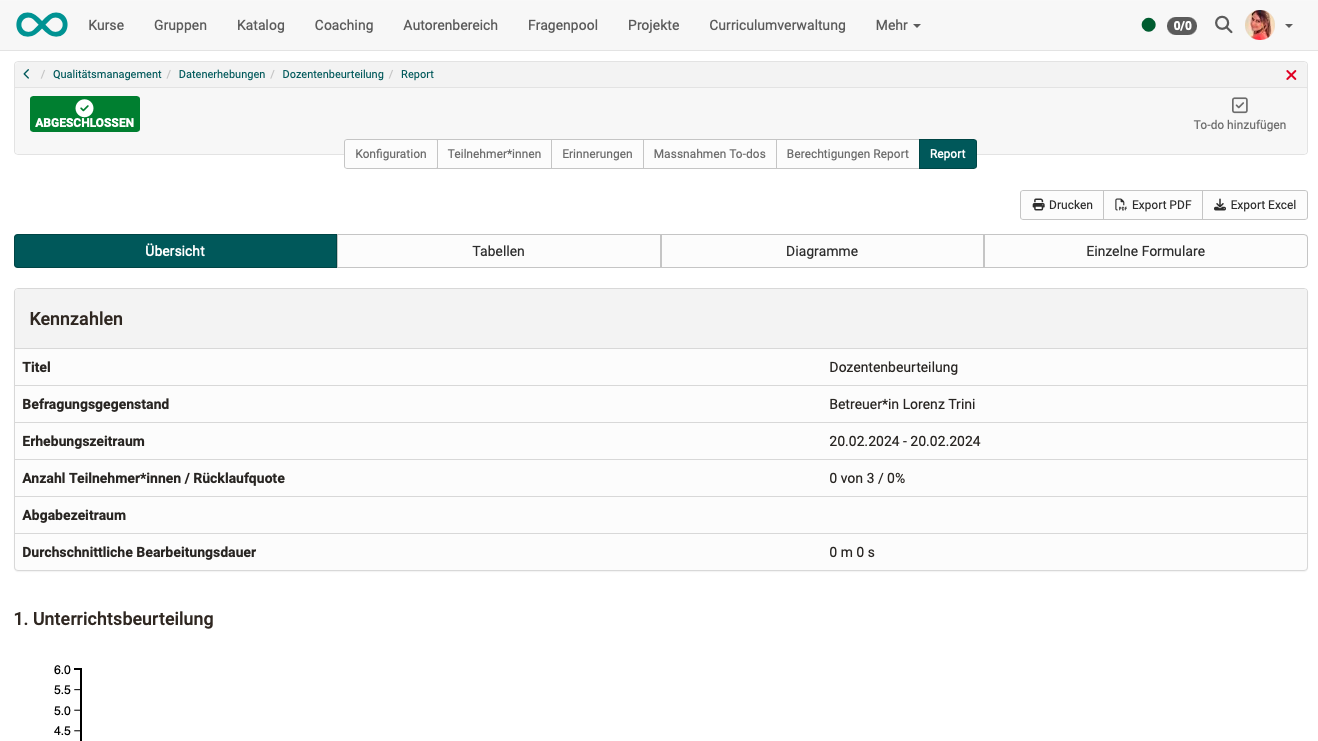 Kurse Gruppen Katalog Coaching Autorenbereich Fragenpool Projekte Curriculumverwaltung Mehr 0/0
/ Qualitätsmanagement / Datenerhebungen / Dozentenbeurteilung / Report
ABGESCHLOSSEN
To-do hinzufügen
Konfiguration Teilnehmer*innen Erinnerungen Massnahmen To-dos Berechtigungen Report Report
Drucken Export PDF Export Excel
Übersicht Tabellen Diagramme Einzelne Formulare
Kennzahlen
Titel Dozentenbeurteilung
Befragungsgegenstand Betreuer*in Lorenz Trini
Erhebungszeitraum 20.02.2024 - 20.02.2024
Anzahl Teilnehmer*innen / Rücklaufquote 0 von 3 / 0%
Abgabezeitraum
Durchschnittliche Bearbeitungsdauer 0 m 0 s
1. Unterrichtsbeurteilung
6.0
5.5
5.0
4.5